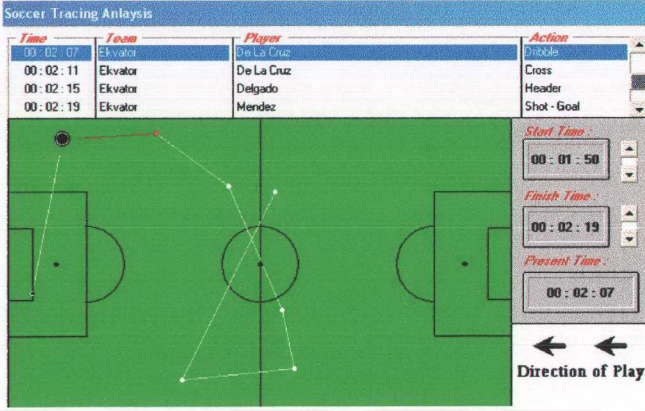 Soccer Tracing Anlaysis
Time Team Player Action
00 : 02 : 07 Ekvator De La Cruz Dribble
00 : 02 : 11 Ekvator De La Cruz Cross
00 : 02 : 15 Ekvator Delgado Header
00 : 02 : 19 Ekvator Mendez Shot - Goal
Start Time :
00 : 01 : 50
Finish Time :
00 : 02 : 19
Present Time :
00 : 02 : 07
Direction of Play